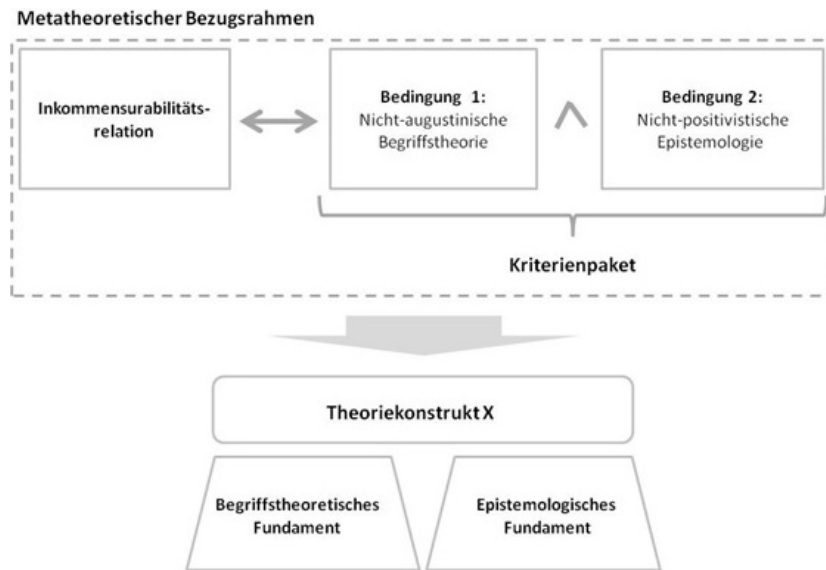 Metatheoretischer Bezugsrahmen
Inkommensurabilitäts-
relation
Bedingung 1:
Nicht-augustinische
Begriffstheorie
Bedingung 2:
Nicht-positivistische
Epistemologie
Kriterienpaket
Theoriekonstrukt X
Begriffstheoretisches
Fundament
Epistemologisches
Fundament